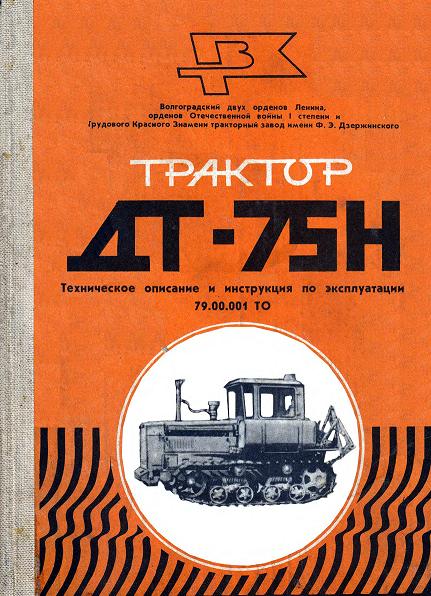 Волгоградский двух орденов Ленина,
орденов Отечественной войны I степени и
Трудового Красного Знамени тракторный завод имени Ф. Э. Дзержинского
ТРАКТОР
ДТ-75Н
Техническое описание и инструкция по эксплуатации
79.00.001 ТО